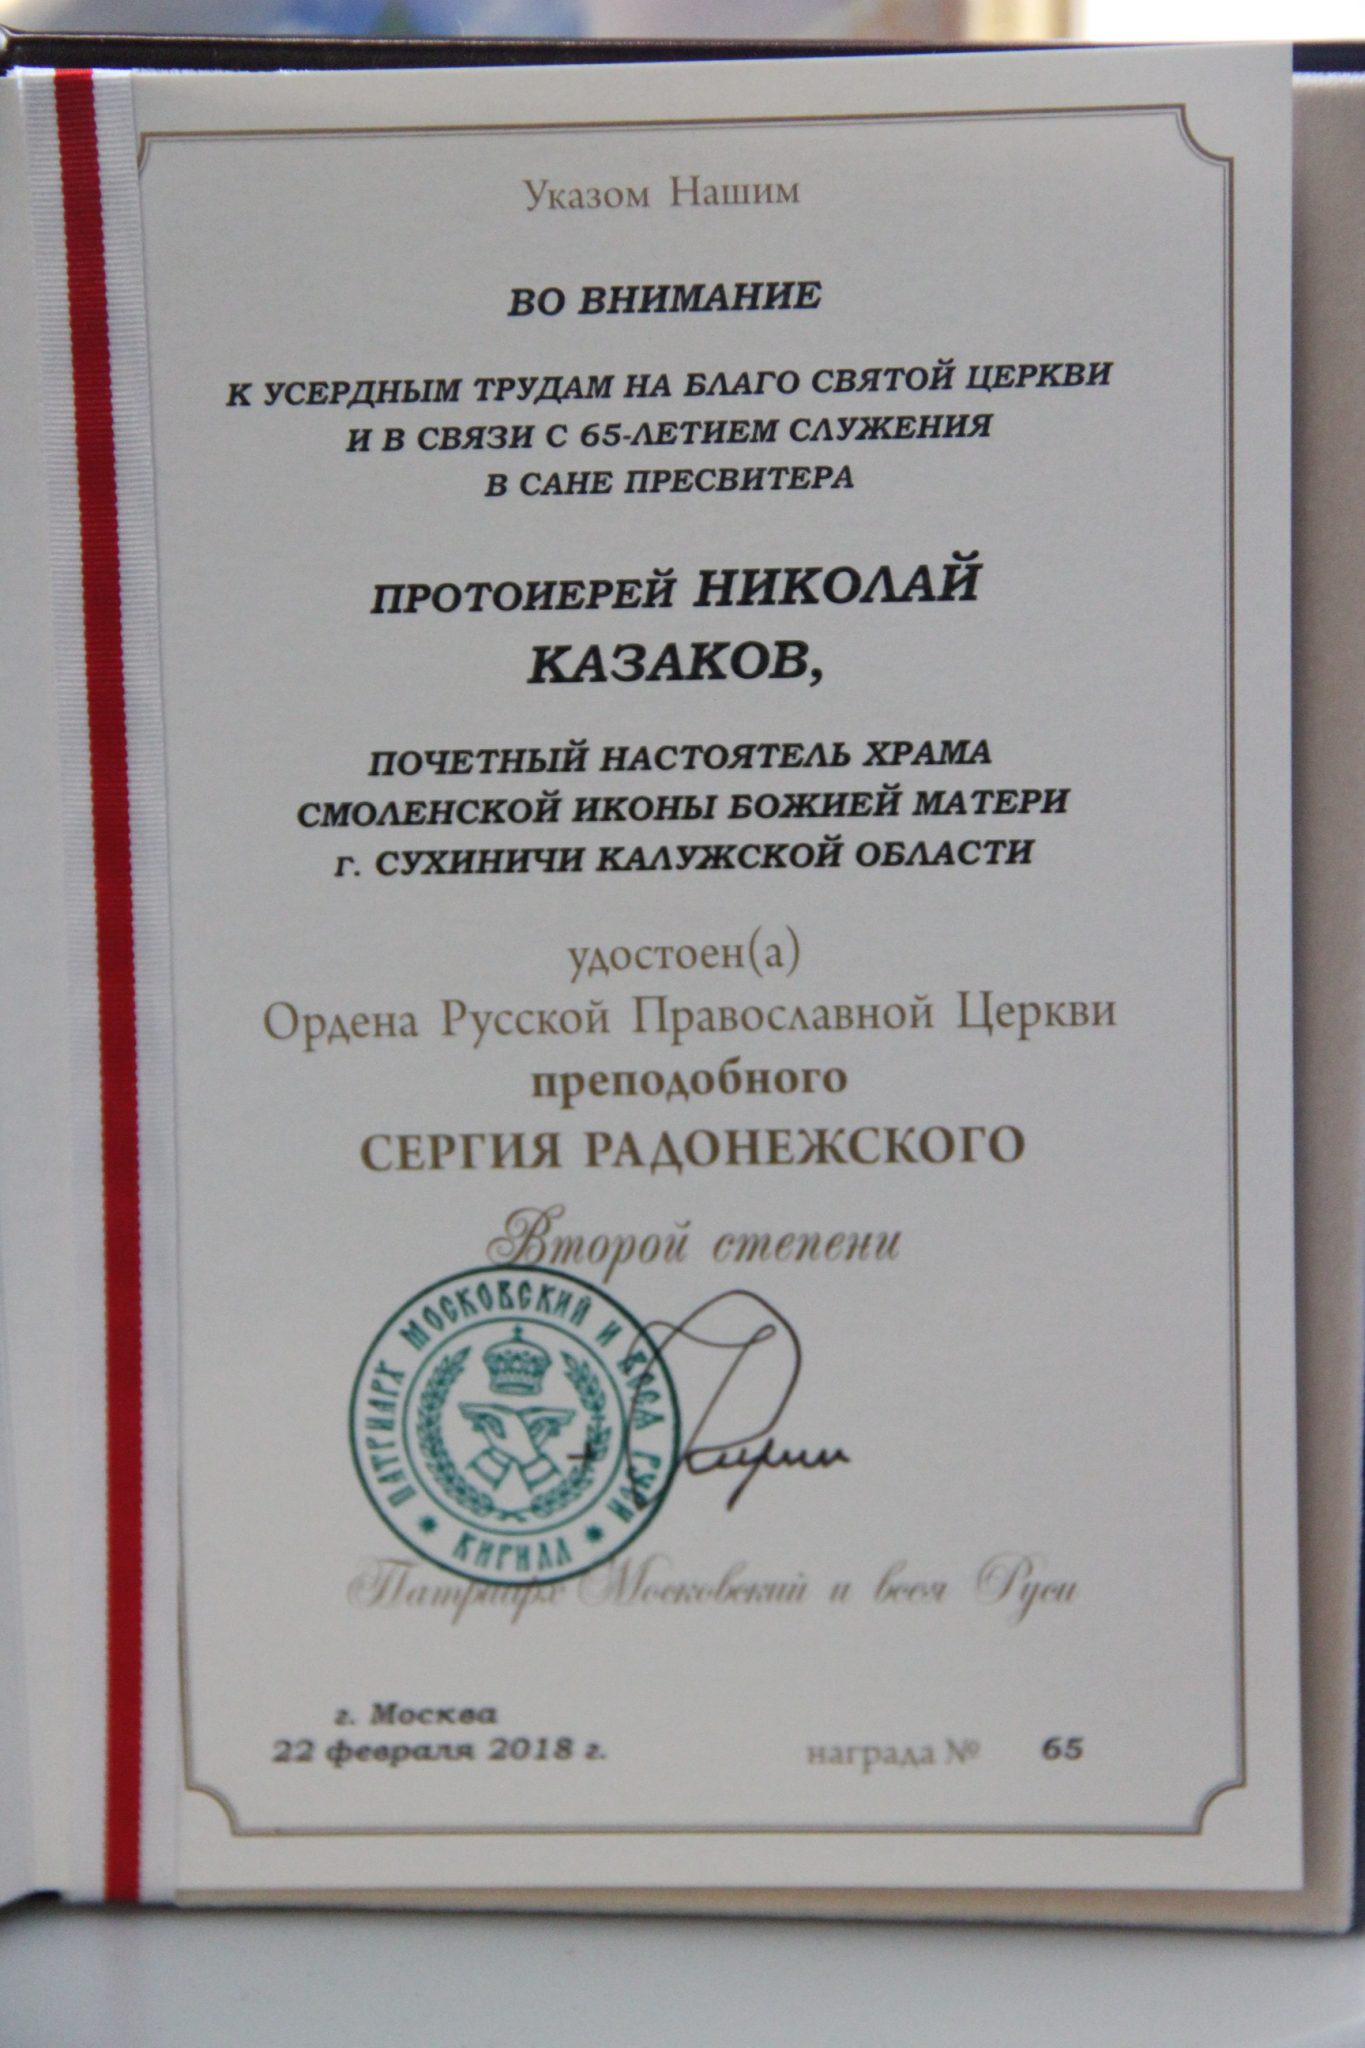 Указом Нашим
ВО ВНИМАНИЕ
К УСЕРДНЫМ ТРУДАМ НА БЛАГО СВЯТОЙ ЦЕРКВИ
И В СВЯЗИ С 65-ЛЕТИЕМ СЛУЖЕНИЯ
В САНЕ ПРЕСВИТЕРА
ПРОТОИЕРЕЙ НИКОЛАЙ
КАЗАКОВ,
ПОЧЕТНЫЙ НАСТОЯТЕЛЬ ХРАМА
СМОЛЕНСКОЙ ИКОНЫ БОЖИЕЙ МАТЕРИ
г. СУХИНИЧИ КАЛУЖСКОЙ ОБЛАСТИ
удостоен(а)
Ордена Русской Православной Церкви
преподобного
СЕРГИЯ РАДОНЕЖСКОГО
Второй степени
ПАТРИАРХ МОСКОВСКИЙ И ВСЕЯ РУСИ
* КИРИЛЛ *
Патриарх Московский и всея Руси
г. Москва
22 февраля 2018 г.
награда № 65